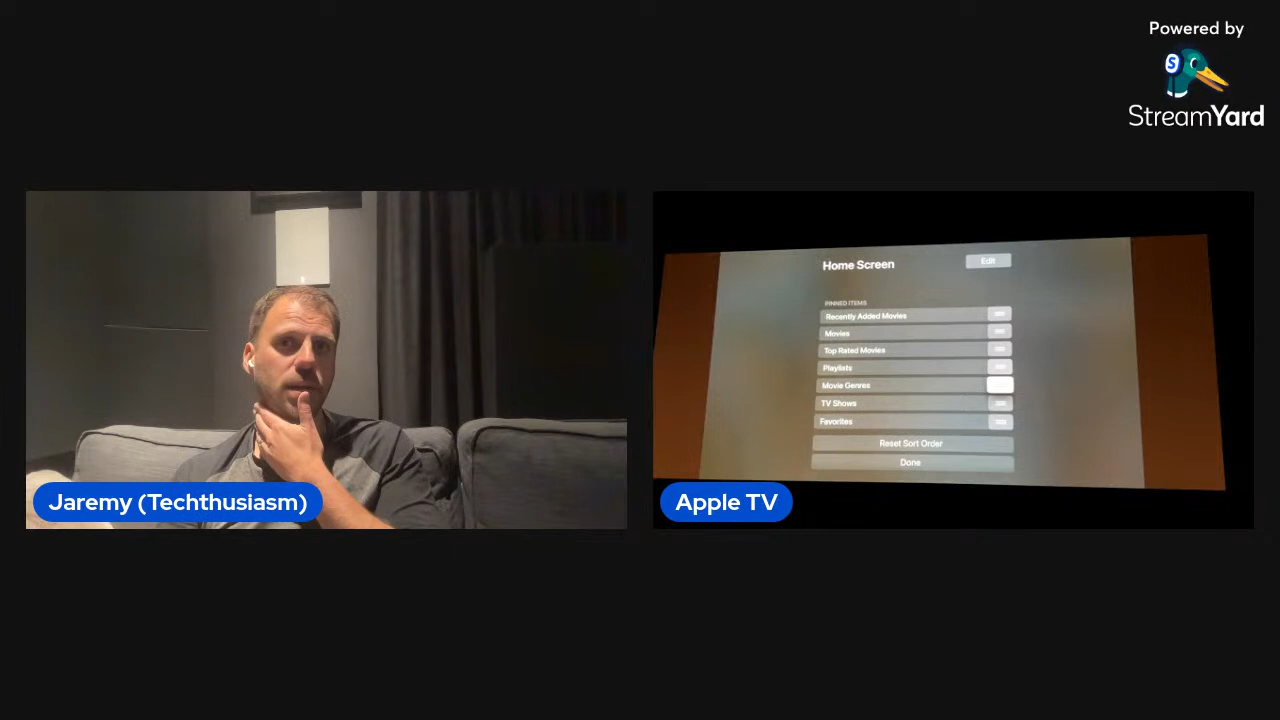 Powered by
S
StreamYard
Home Screen
Edit
PINNED ITEMS
Recently Added Movies
Movies
Top Rated Movies
Playlists
Movie Genres
TV Shows
Favorites
Reset Sort Order
Done
Jaremy (Techthusiasm)
Apple TV